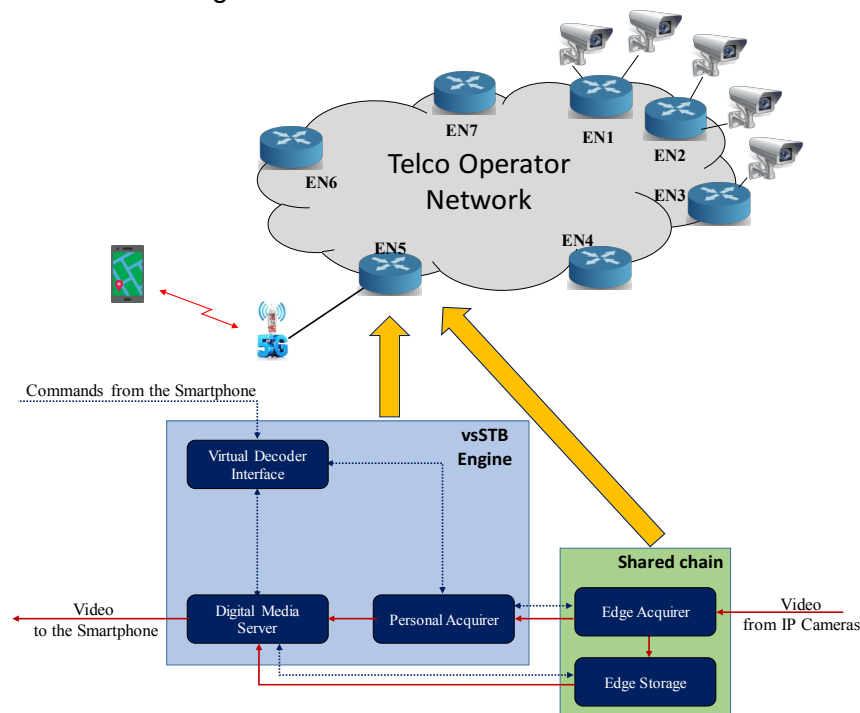 EN7
EN1
EN2
EN6
Telco Operator
Network
EN3
EN5
EN4
5G
Commands from the Smartphone
vsSTB
Engine
Virtual Decoder
Interface
Shared chain
Video
to the Smartphone
Digital Media
Server
Personal Acquirer
Edge Acquirer
Video
from IP Cameras
Edge Storage